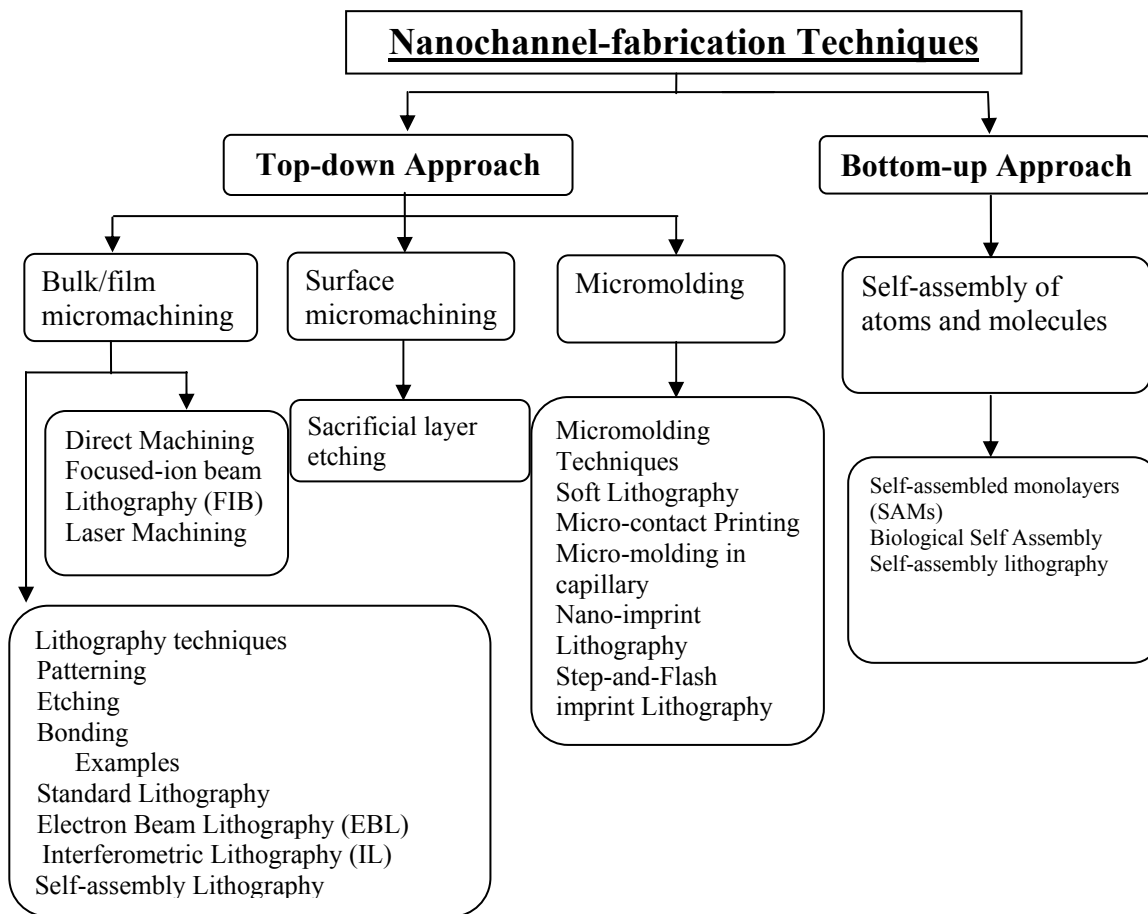 Nanochannel-fabrication Techniques
Top-down Approach
Bottom-up Approach
Bulk/film
micromachining
Surface
micromachining
Micromolding
Self-assembly of
atoms and molecules
Direct Machining
Focused-ion beam
Lithography (FIB)
Laser Machining
Sacrificial layer
etching
Micromolding
Techniques
Soft Lithography
Micro-contact Printing
Micro-molding in
capillary
Nano-imprint
Lithography
Step-and-Flash
imprint Lithography
Self-assembled monolayers
(SAMs)
Biological Self Assembly
Self-assembly lithography
Lithography techniques
Patterning
Etching
Bonding
Examples
Standard Lithography
Electron Beam Lithography (EBL)
Interferometric Lithography (IL)
Self-assembly Lithography